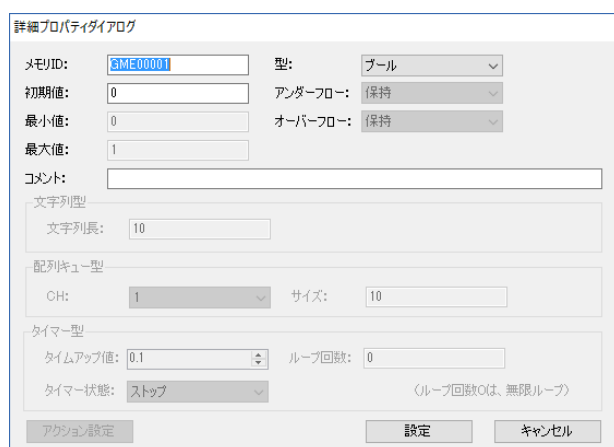 詳細プロパティダイアログ
メモリID: GME00001 型: ブール
初期値: 0 アンダーフロー: 保持
最小値: 0 オーバーフロー: 保持
最大値: 1
コメント:
文字列型
文字列長: 10
配列キュー型
CH: 1 サイズ: 10
タイマー型
タイムアップ値: 0.1 ループ回数: 0
タイマー状態: ストップ (ループ回数0は、無限ループ)
アクション設定 設定 キャンセル